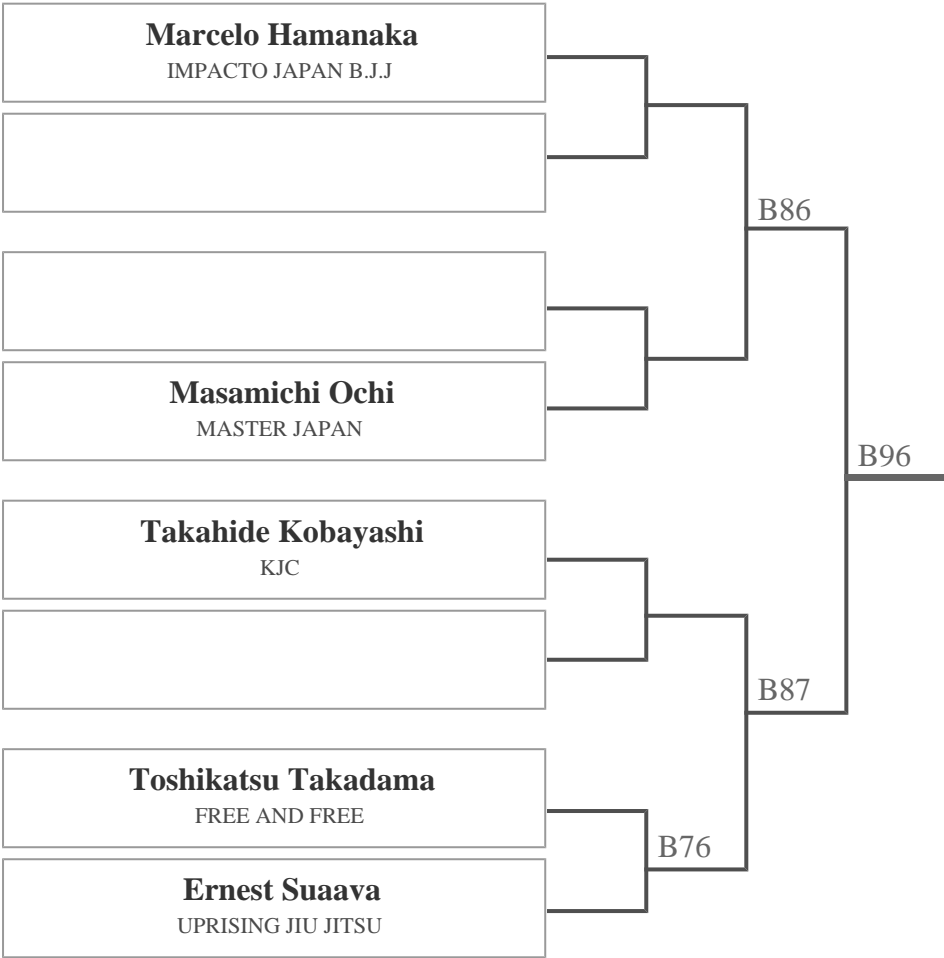 Marcelo Hamanaka
IMPACTO JAPAN B.J.J
B86
Masamichi Ochi
MASTER JAPAN
B96
Takahide Kobayashi
KJC
B87
Toshikatsu Takadama
FREE AND FREE
B76
Ernest Suaava
UPRISING JIU JITSU